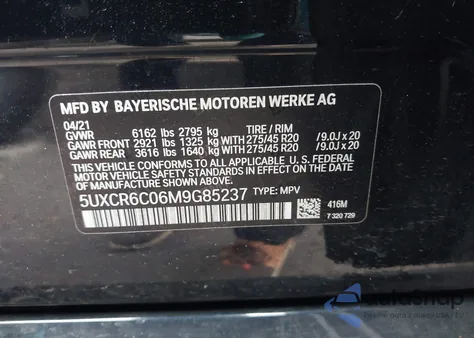 MFD BY BAYERISCHE MOTOREN WERKE AG
04/21
GVWR 6162 lbs 2795 kg TIRE / RIM
GAWR FRONT 2921 lbs 1325 kg WITH 275/45 R20 /9.0J x 20
GAWR REAR 3616 lbs 1640 kg WITH 275/45 R20 /9.0J x 20
THIS VEHICLE CONFORMS TO ALL APPLICABLE U.S. FEDERAL
MOTOR VEHICLE SAFETY STANDARDS IN EFFECT ON THE
DATE OF MANUFACTURE SHOWN ABOVE.
5UXCR6C06M9G85237 TYPE: MPV
416M
7 320 729
AutoSnap